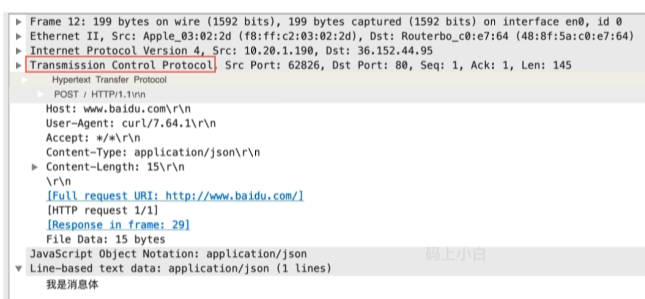 Frame 12: 199 bytes on wire (1592 bits), 199 bytes captured (1592 bits) on interface en0, id 0
Ethernet II, Src: Apple_03:02:2d (f8:ff:c2:03:02:2d), Dst: Routerbo_c0:e7:64 (48:8f:5a:c0:e7:64)
Internet Protocol Version 4, Src: 10.20.1.190, Dst: 36.152.44.95
Transmission Control Protocol, Src Port: 62826, Dst Port: 80, Seq: 1, Ack: 1, Len: 145
Hypertext Transfer Protocol
POST / HTTP/1.1\r\n
Host: www.baidu.com\r\n
User-Agent: curl/7.64.1\r\n
Accept: */*\r\n
Content-Type: application/json\r\n
Content-Length: 15\r\n
\r\n
[Full request URI: http://www.baidu.com/]
[HTTP request 1/1]
[Response in frame: 29]
File Data: 15 bytes
JavaScript Object Notation: application/json
码上小白
Line-based text data: application/json (1 lines)
我是消息体